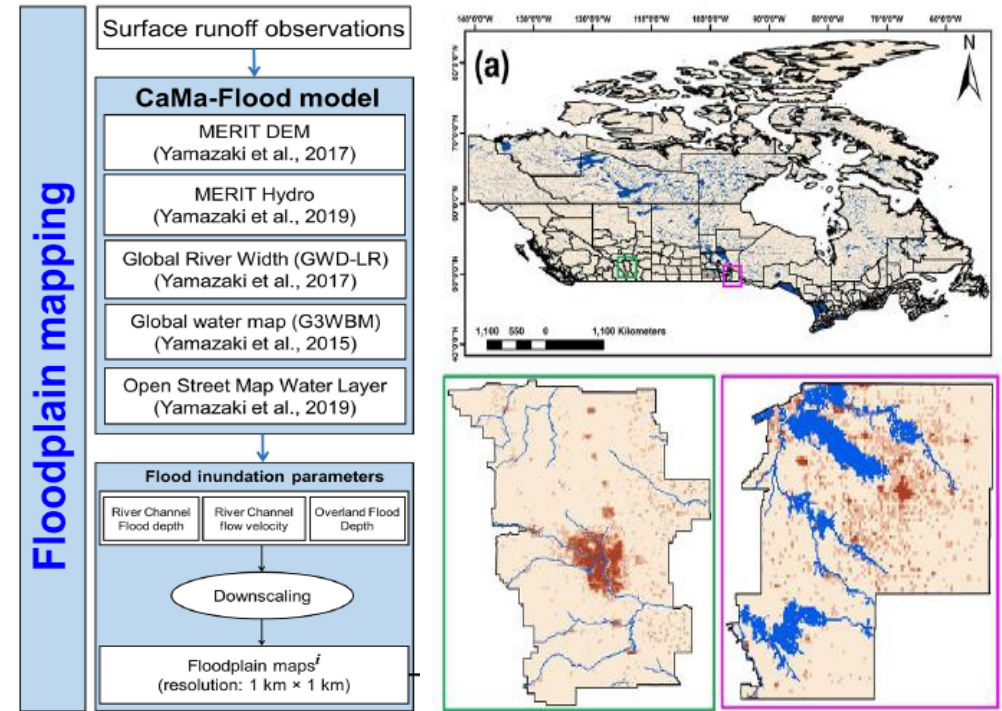 Floodplain mapping
Surface runoff observations
CaMa-Flood model
MERIT DEM
(Yamazaki et al., 2017)
MERIT Hydro
(Yamazaki et al., 2019)
Global River Width (GWD-LR)
(Yamazaki et al., 2017)
Global water map (G3WBM)
(Yamazaki et al., 2015)
Open Street Map Water Layer
(Yamazaki et al., 2019)
Flood inundation parameters
River Channel
Flood depth
River Channel
flow velocity
Overland Flood
Depth
Downscaling
Floodplain maps i
(resolution: 1 km × 1 km)
(a)
N
1,100 550 0 1,100 Kilometers